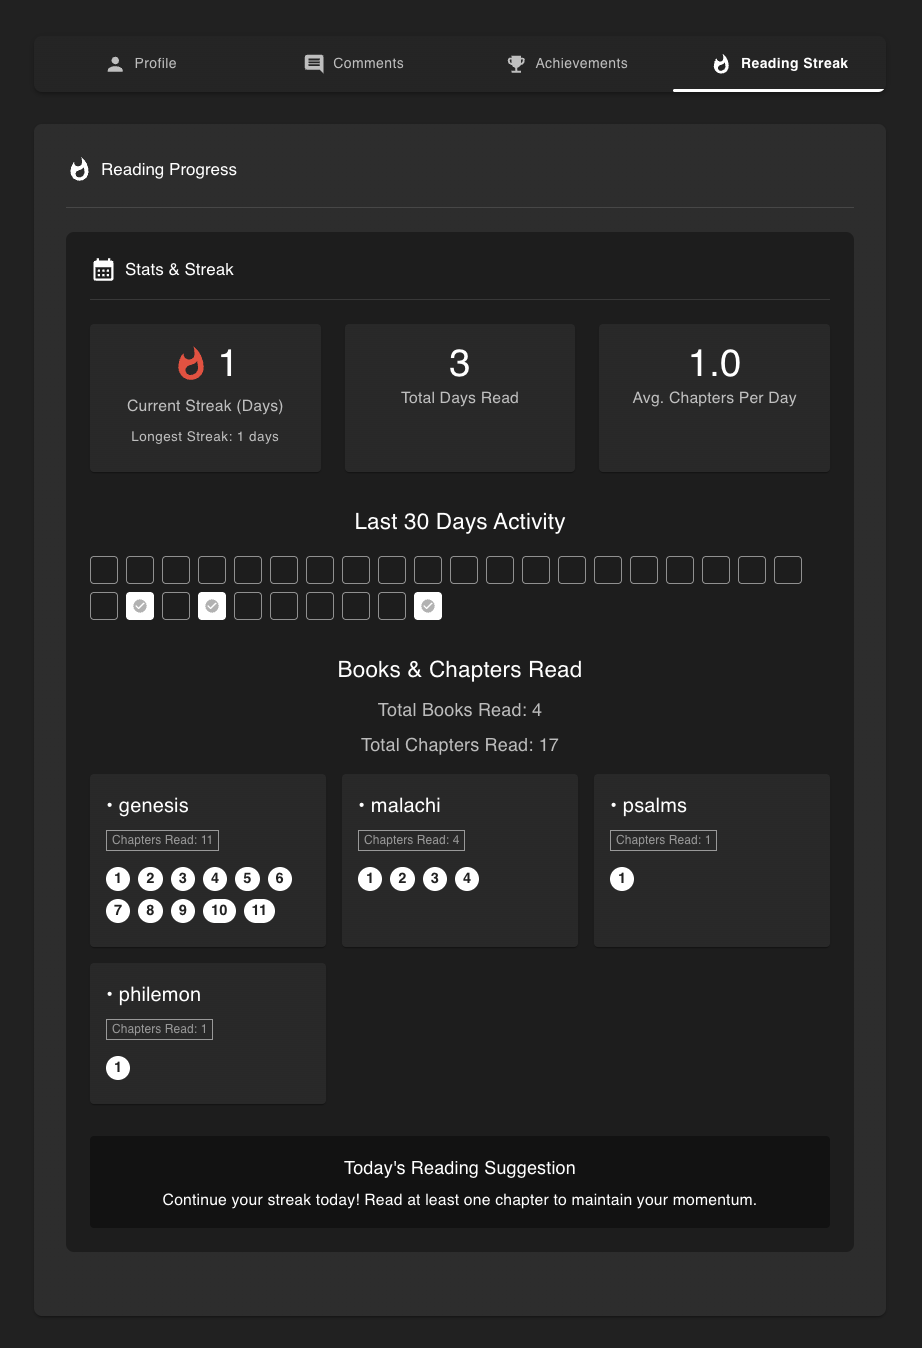 Profile Comments Achievements Reading Streak
Reading Progress
Stats & Streak
1
Current Streak (Days)
Longest Streak: 1 days
3
Total Days Read
1.0
Avg. Chapters Per Day
Last 30 Days Activity
Books & Chapters Read
Total Books Read: 4
Total Chapters Read: 17
• genesis
Chapters Read: 11
1 2 3 4 5 6
7 8 9 10 11
• malachi
Chapters Read: 4
1 2 3 4
• psalms
Chapters Read: 1
1
• philemon
Chapters Read: 1
1
Today's Reading Suggestion
Continue your streak today! Read at least one chapter to maintain your momentum.